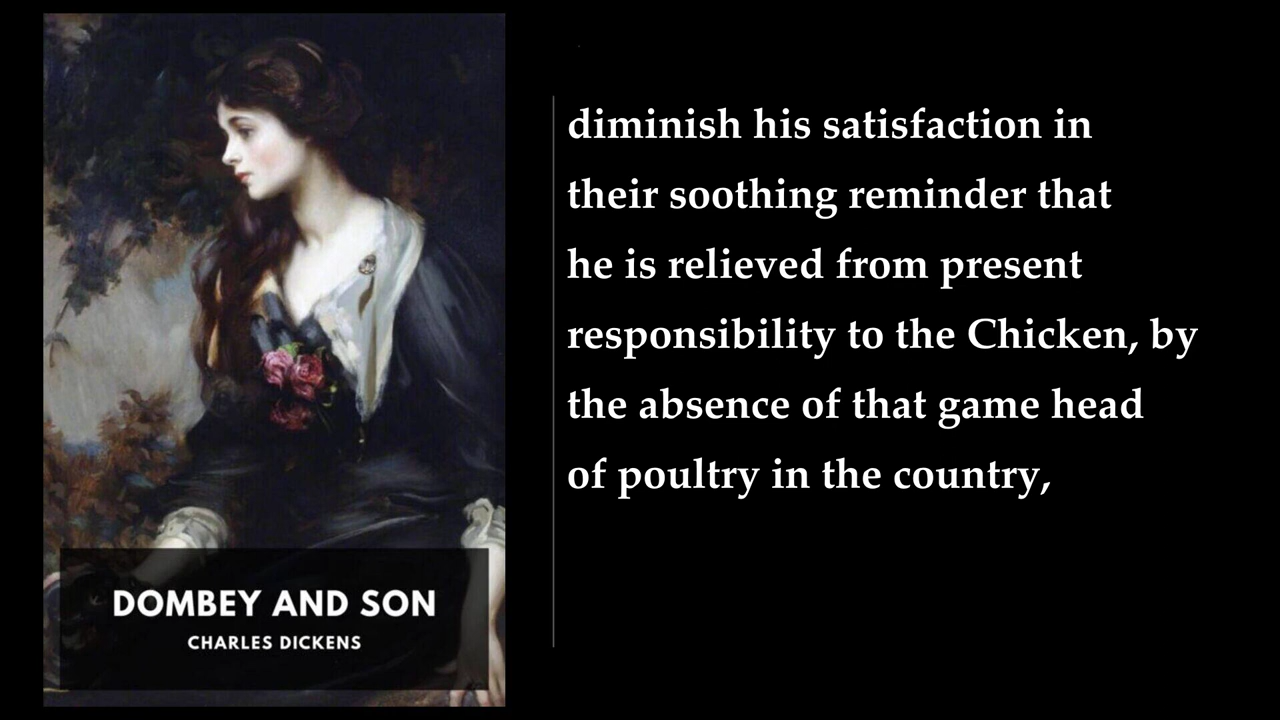 diminish his satisfaction in
their soothing reminder that
he is relieved from present
responsibility to the Chicken, by
the absence of that game head
of poultry in the country,
DOMBEY AND SON
CHARLES DICKENS